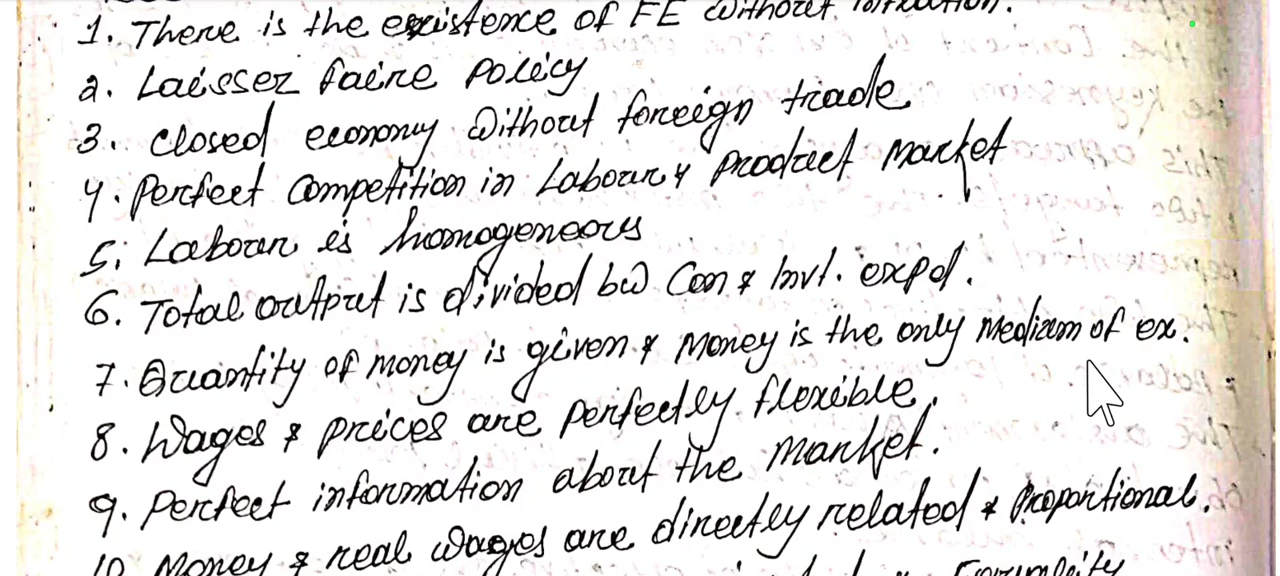 1. There is the existence of FE without inflation.
2. Laissez faire policy
3. Closed economy without foreign trade
4. Perfect Competition in Labour & product market
5. Labour is homogeneous
6. Total output is divided bw Con & Invt. expd.
7. Quantity of money is given & money is the only medium of ex.
8. Wages & prices are perfectly flexible.
9. Perfect information about the market.
10. Money & real wages are directly related & proportional.